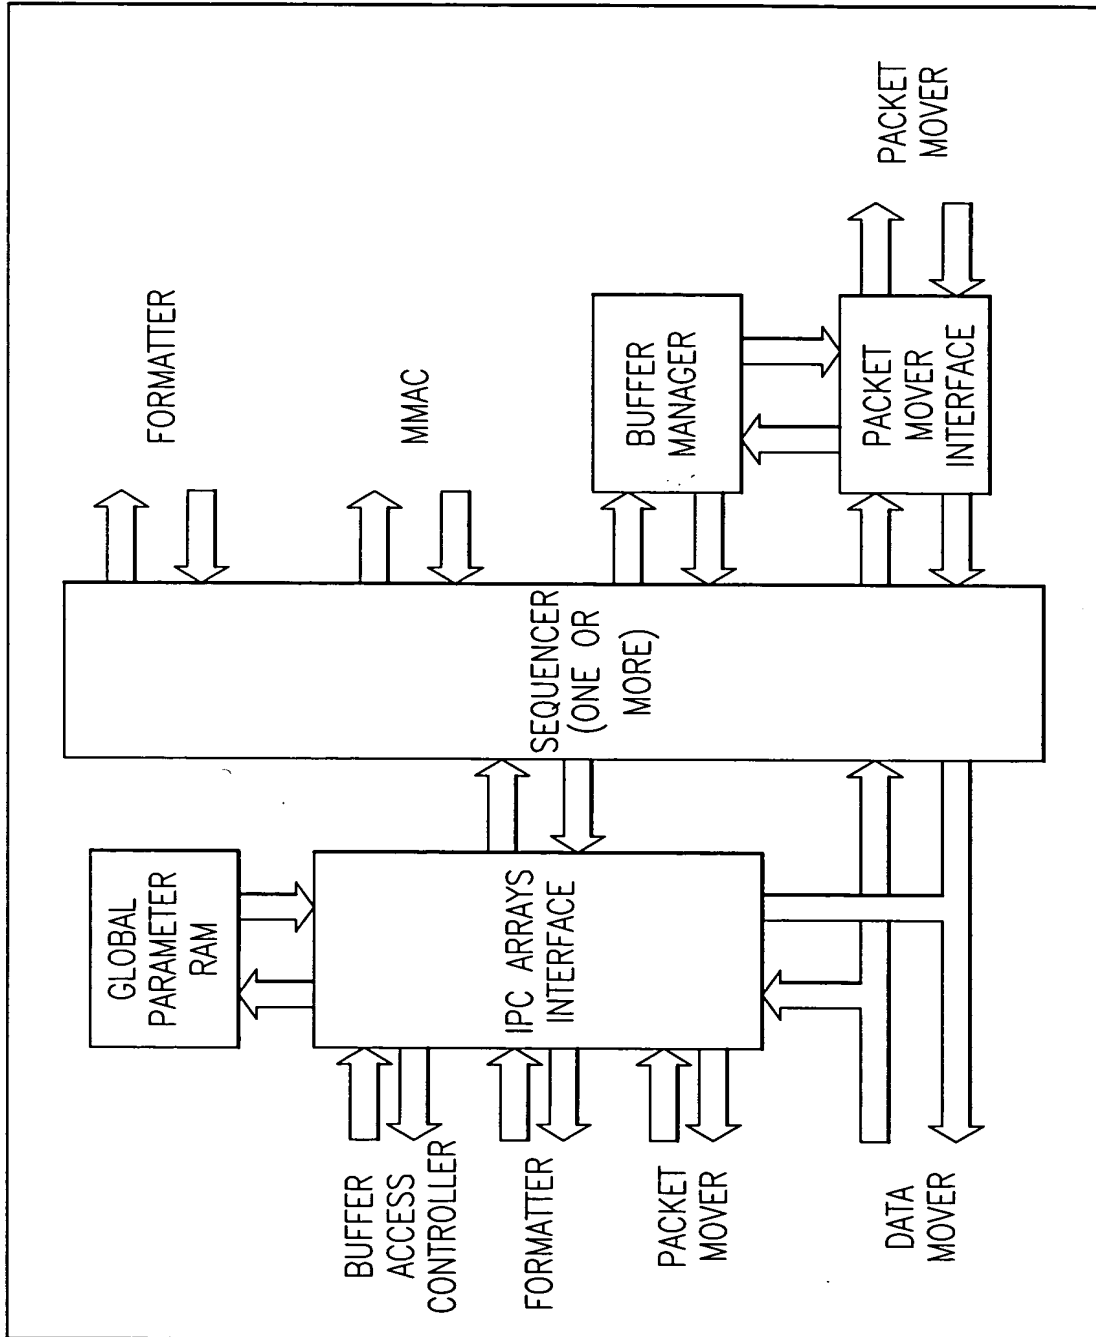 GLOBAL
PARAMETER
RAM
BUFFER
ACCESS
CONTROLLER
FORMATTER
PACKET
MOVER
DATA
MOVER
IPC ARRAYS
INTERFACE
SEQUENCER
(ONE OR
MORE)
FORMATTER
MMAC
BUFFER
MANAGER
PACKET
MOVER
INTERFACE
PACKET
MOVER